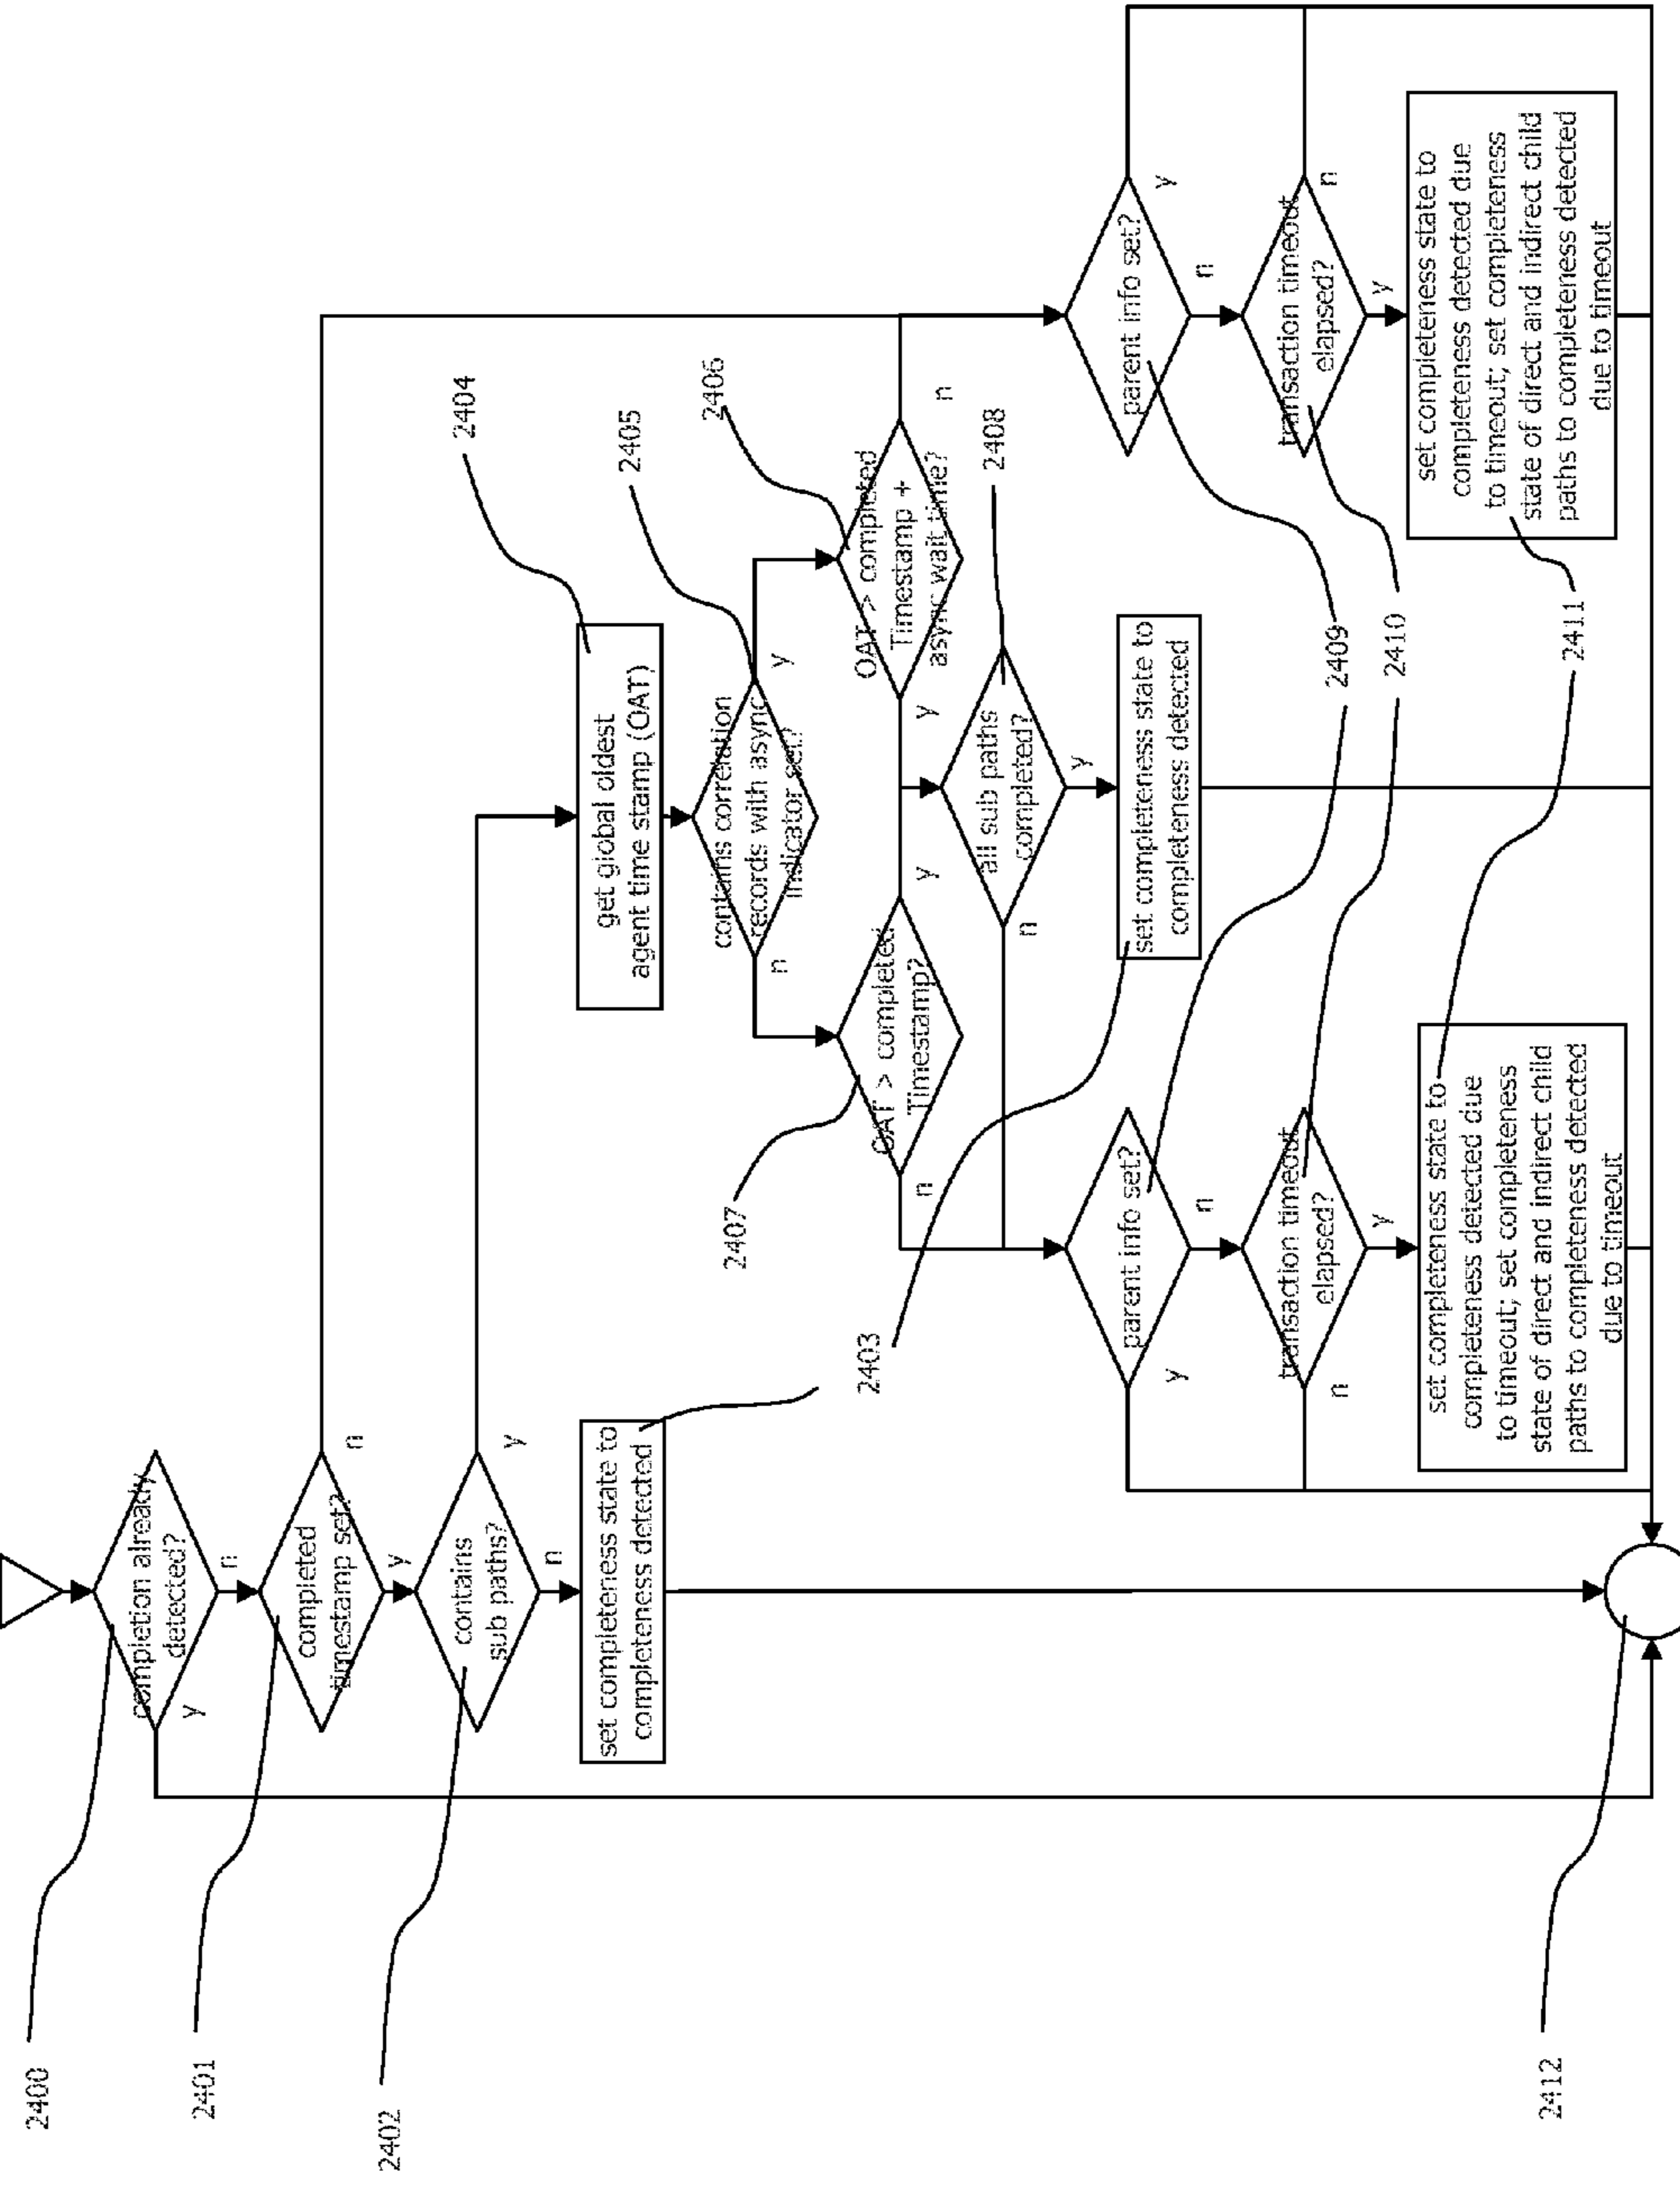 2400
completion already
detected?
y
n
2401
completed
timestamp set?
n
y
2402
contains
sub paths?
y
n
set completeness state to
completeness detected
2403
2404
get global oldest
agent time stamp (OAT)
2405
contains correlation
records with async
indicator set?
n
y
2406
2407
OAT > completed
Timestamp?
n
y
OAT > completed
Timestamp +
async wait time?
y
n
2408
all sub paths
completed?
n
y
set completeness state to
completeness detected
parent info set?
y
n
parent info set?
n
y
2409
transaction timeout
elapsed?
n
y
transaction timeout
elapsed?
y
n
2410
set completeness state to
completeness detected due
to timeout; set completeness
state of direct and indirect child
paths to completeness detected
due to timeout
set completeness state to
completeness detected due
to timeout; set completeness
state of direct and indirect child
paths to completeness detected
due to timeout
2411
2412